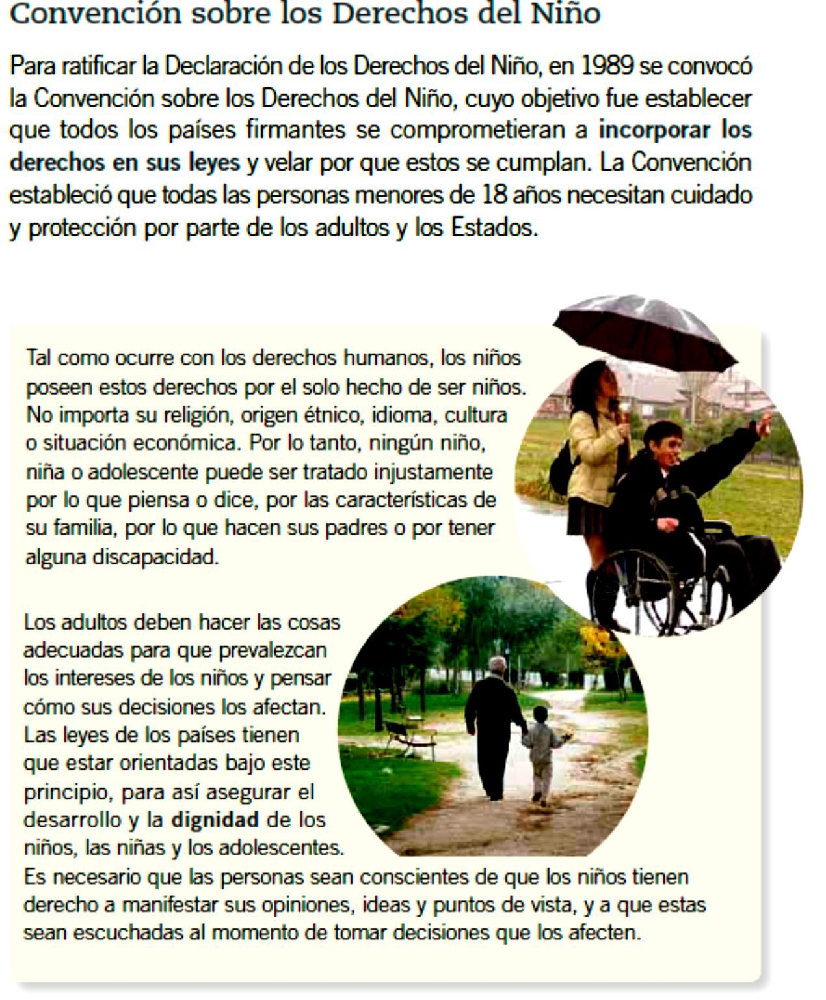 Convención sobre los Derechos del Niño
Para ratificar la Declaración de los Derechos del Niño, en 1989 se convocó
la Convención sobre los Derechos del Niño, cuyo objetivo fue establecer
que todos los países firmantes se comprometieran a incorporar los
derechos en sus leyes y velar por que estos se cumplan. La Convención
estableció que todas las personas menores de 18 años necesitan cuidado
y protección por parte de los adultos y los Estados.
Tal como ocurre con los derechos humanos, los niños
poseen estos derechos por el solo hecho de ser niños.
No importa su religión, origen étnico, idioma, cultura
o situación económica. Por lo tanto, ningún niño,
niña o adolescente puede ser tratado injustamente
por lo que piensa o dice, por las características de
su familia, por lo que hacen sus padres o por tener
alguna discapacidad.
Los adultos deben hacer las cosas
adecuadas para que prevalezcan
los intereses de los niños y pensar
cómo sus decisiones los afectan.
Las leyes de los países tienen
que estar orientadas bajo este
principio, para así asegurar el
desarrollo y la dignidad de los
niños, las niñas y los adolescentes.
Es necesario que las personas sean conscientes de que los niños tienen
derecho a manifestar sus opiniones, ideas y puntos de vista, y a que estas
sean escuchadas al momento de tomar decisiones que los afecten.